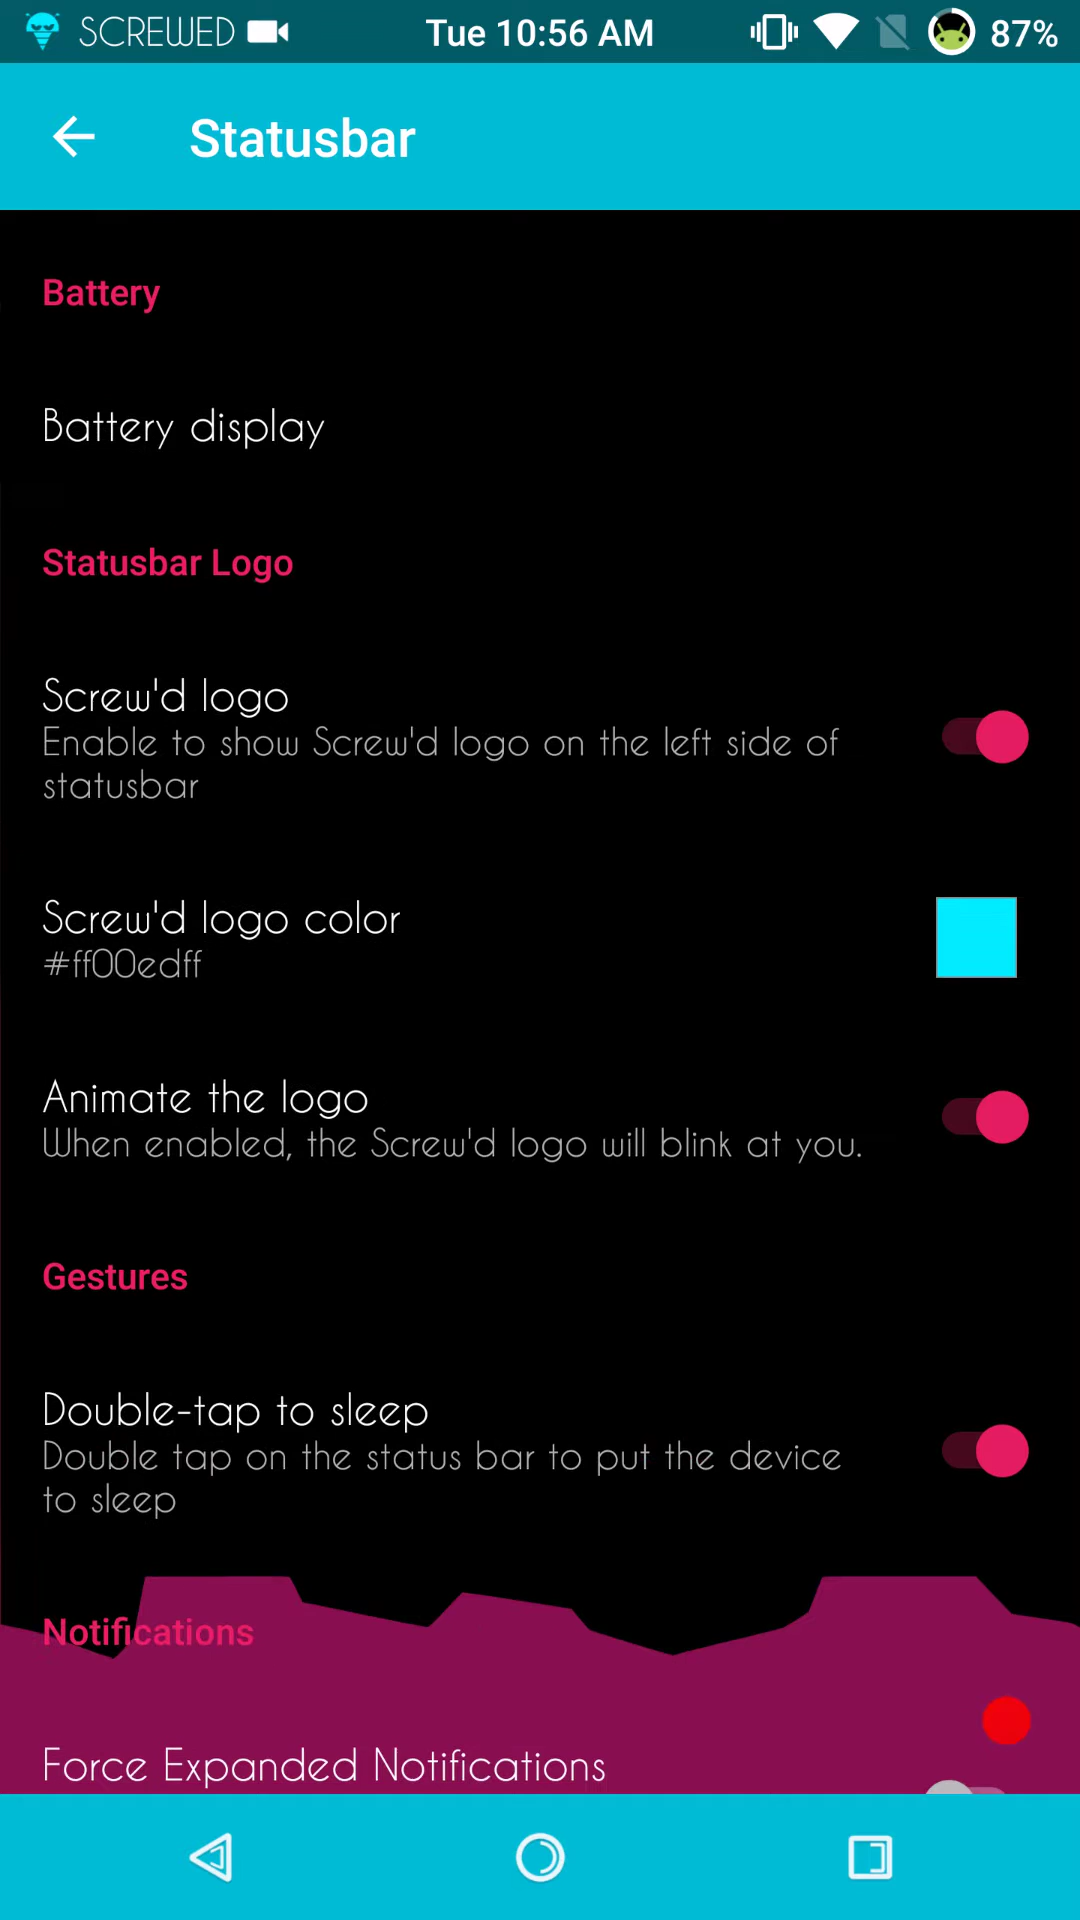 SCREWED
Tue 10:56 AM
87%
Statusbar
Battery
Battery display
Statusbar Logo
Screw'd logo
Enable to show Screw'd logo on the left side of
statusbar
Screw'd logo color
#ff00edff
Animate the logo
When enabled, the Screw'd logo will blink at you.
Gestures
Double-tap to sleep
Double tap on the status bar to put the device
to sleep
Notifications
Force Expanded Notifications